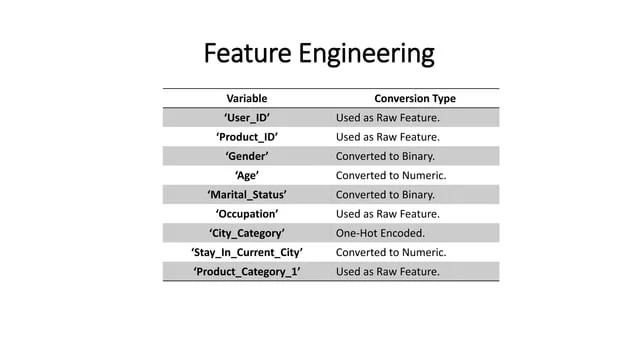 Feature Engineering
Variable Conversion Type
‘User_ID’ Used as Raw Feature.
‘Product_ID’ Used as Raw Feature.
‘Gender’ Converted to Binary.
‘Age’ Converted to Numeric.
‘Marital_Status’ Converted to Binary.
‘Occupation’ Used as Raw Feature.
‘City_Category’ One-Hot Encoded.
‘Stay_In_Current_City’ Converted to Numeric.
‘Product_Category_1’ Used as Raw Feature.